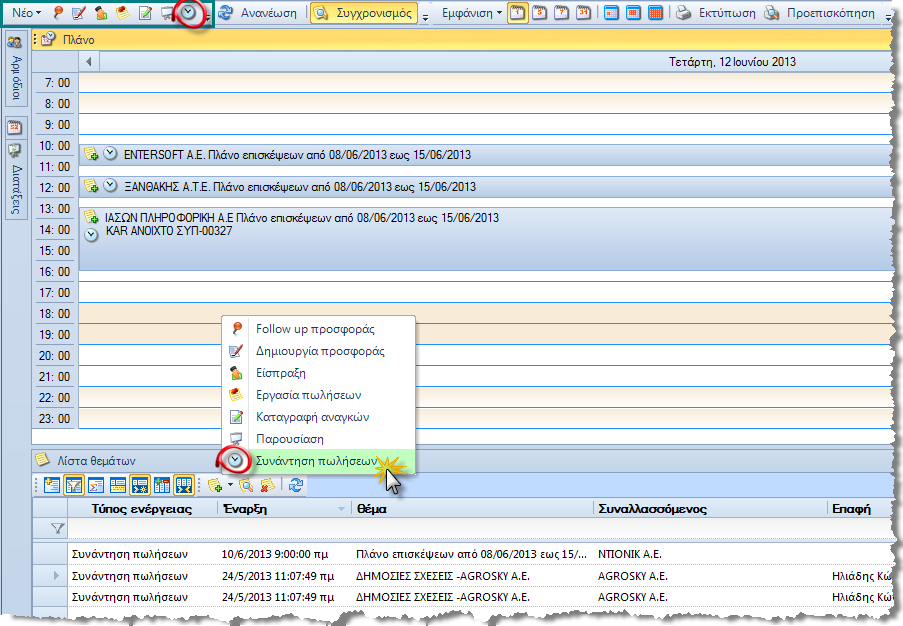 Νέο Ανανέωση Συγχρονισμός Εμφάνιση 1 5 7 31 Εκτύπωση Προεπισκόπηση
Πλάνο
Αρμόδιοι
Διατάξεις
Τετάρτη, 12 Ιουνίου 2013
7: 00
8: 00
9: 00
10: 00
ENTERSOFT Α.Ε. Πλάνο επισκέψεων από 08/06/2013 εως 15/06/2013
11: 00
12: 00
ΞΑΝΘΑΚΗΣ Α.Τ.Ε. Πλάνο επισκέψεων από 08/06/2013 εως 15/06/2013
13: 00
ΙΑΣΩΝ ΠΛΗΡΟΦΟΡΙΚΗ Α.Ε Πλάνο επισκέψεων από 08/06/2013 εως 15/06/2013
14: 00
KAR ΑΝΟΙΧΤΟ ΣΥΠ-00327
15: 00
16: 00
17: 00
18: 00
19: 00
20: 00
21: 00
22: 00
23: 00
Follow up προσφοράς
Δημιουργία προσφοράς
Είσπραξη
Εργασία πωλήσεων
Καταγραφή αναγκών
Παρουσίαση
Συνάντηση πωλήσεων
Λίστα θεμάτων
Τύπος ενέργειας Έναρξη Θέμα Συναλλασσόμενος Επαφή
Συνάντηση πωλήσεων 10/6/2013 9:00:00 πμ Πλάνο επισκέψεων από 08/06/2013 εως 15/... ΝΤΙΟΝΙΚ Α.Ε.
Συνάντηση πωλήσεων 24/5/2013 11:07:49 πμ ΔΗΜΟΣΙΕΣ ΣΧΕΣΕΙΣ -AGROSKY Α.Ε. AGROSKY Α.Ε. Ηλιάδης Κώ
Συνάντηση πωλήσεων 24/5/2013 11:07:49 πμ ΔΗΜΟΣΙΕΣ ΣΧΕΣΕΙΣ -AGROSKY Α.Ε. AGROSKY Α.Ε. Ηλιάδης Κώ